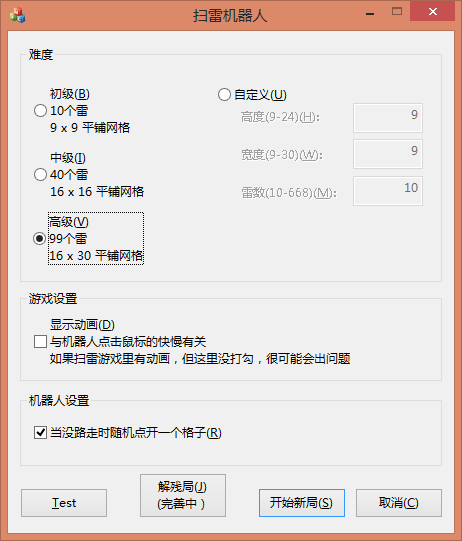 扫雷机器人
难度
初级(B)
10个雷
9 x 9 平铺网格
中级(I)
40个雷
16 x 16 平铺网格
高级(V)
99个雷
16 x 30 平铺网格
自定义(U)
高度(9-24)(H): 9
宽度(9-30)(W): 9
雷数(10-668)(M): 10
游戏设置
显示动画(D)
与机器人点击鼠标的快慢有关
如果扫雷游戏里有动画，但这里没打勾，很可能会出问题
机器人设置
当没路走时随机点开一个格子(R)
Test
解残局(J)
(完善中）
开始新局(S)
取消(C)